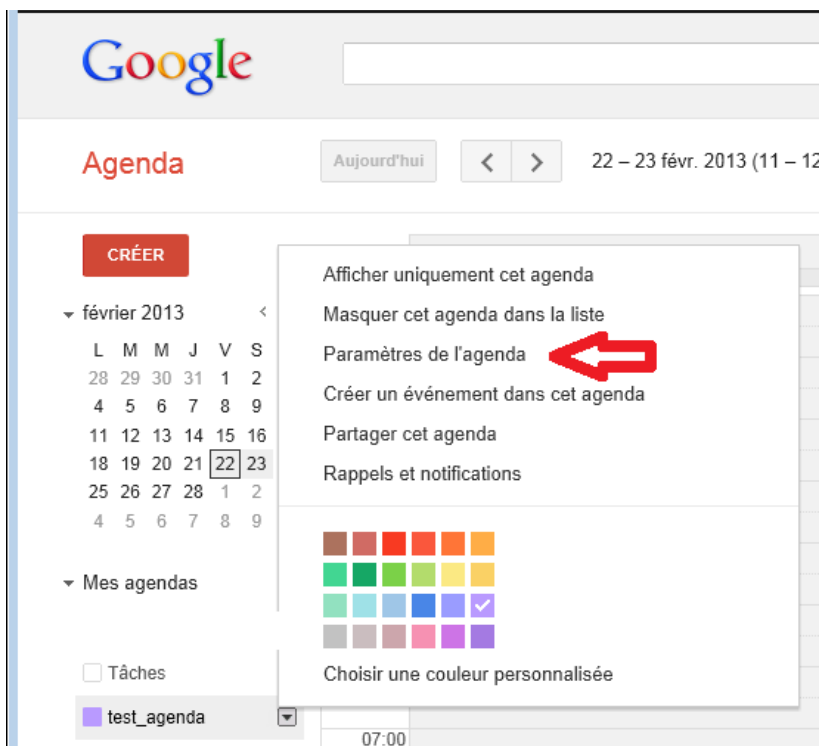 Google
Agenda
Aujourd'hui
22 – 23 févr. 2013 (11 – 12
CRÉER
février 2013
L M M J V S
28 29 30 31 1 2
4 5 6 7 8 9
11 12 13 14 15 16
18 19 20 21 22 23
25 26 27 28 1 2
4 5 6 7 8 9
Mes agendas
Tâches
test_agenda
Afficher uniquement cet agenda
Masquer cet agenda dans la liste
Paramètres de l'agenda
Créer un événement dans cet agenda
Partager cet agenda
Rappels et notifications
Choisir une couleur personnalisée
07:00